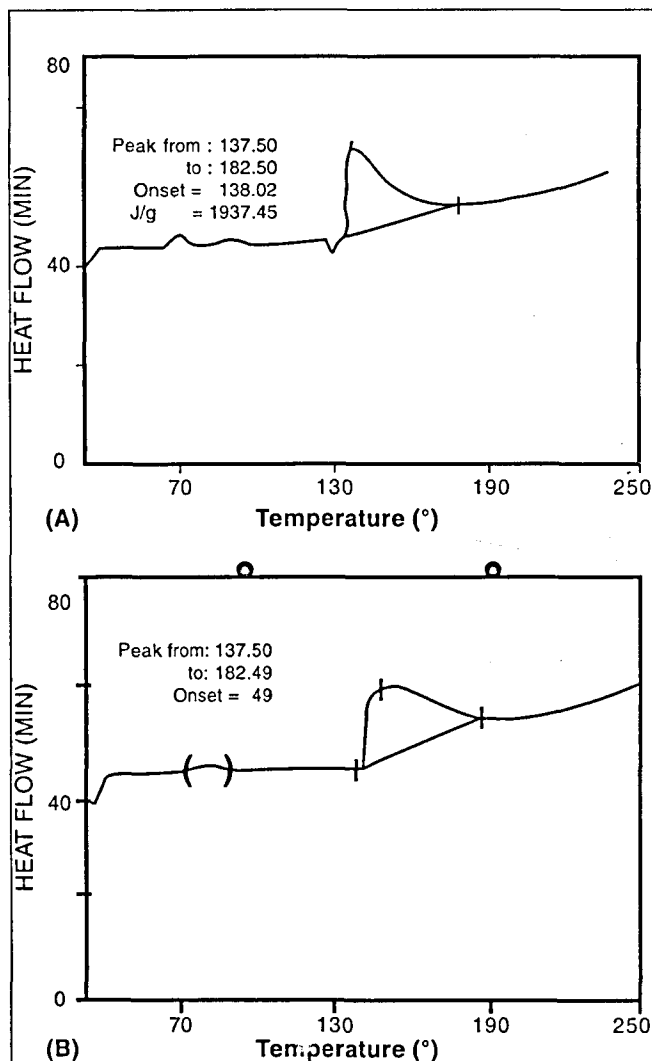 80
Peak from : 137.50
to : 182.50
Onset = 138.02
J/g = 1937.45
HEAT FLOW (MIN)
40
0
70 130 190 250
(A) Temperature (°)
80
Peak from: 137.50
to: 182.49
Onset = 49
HEAT FLOW (MIN)
( )
40
0
70 130 190 250
(B) Temperature (°)